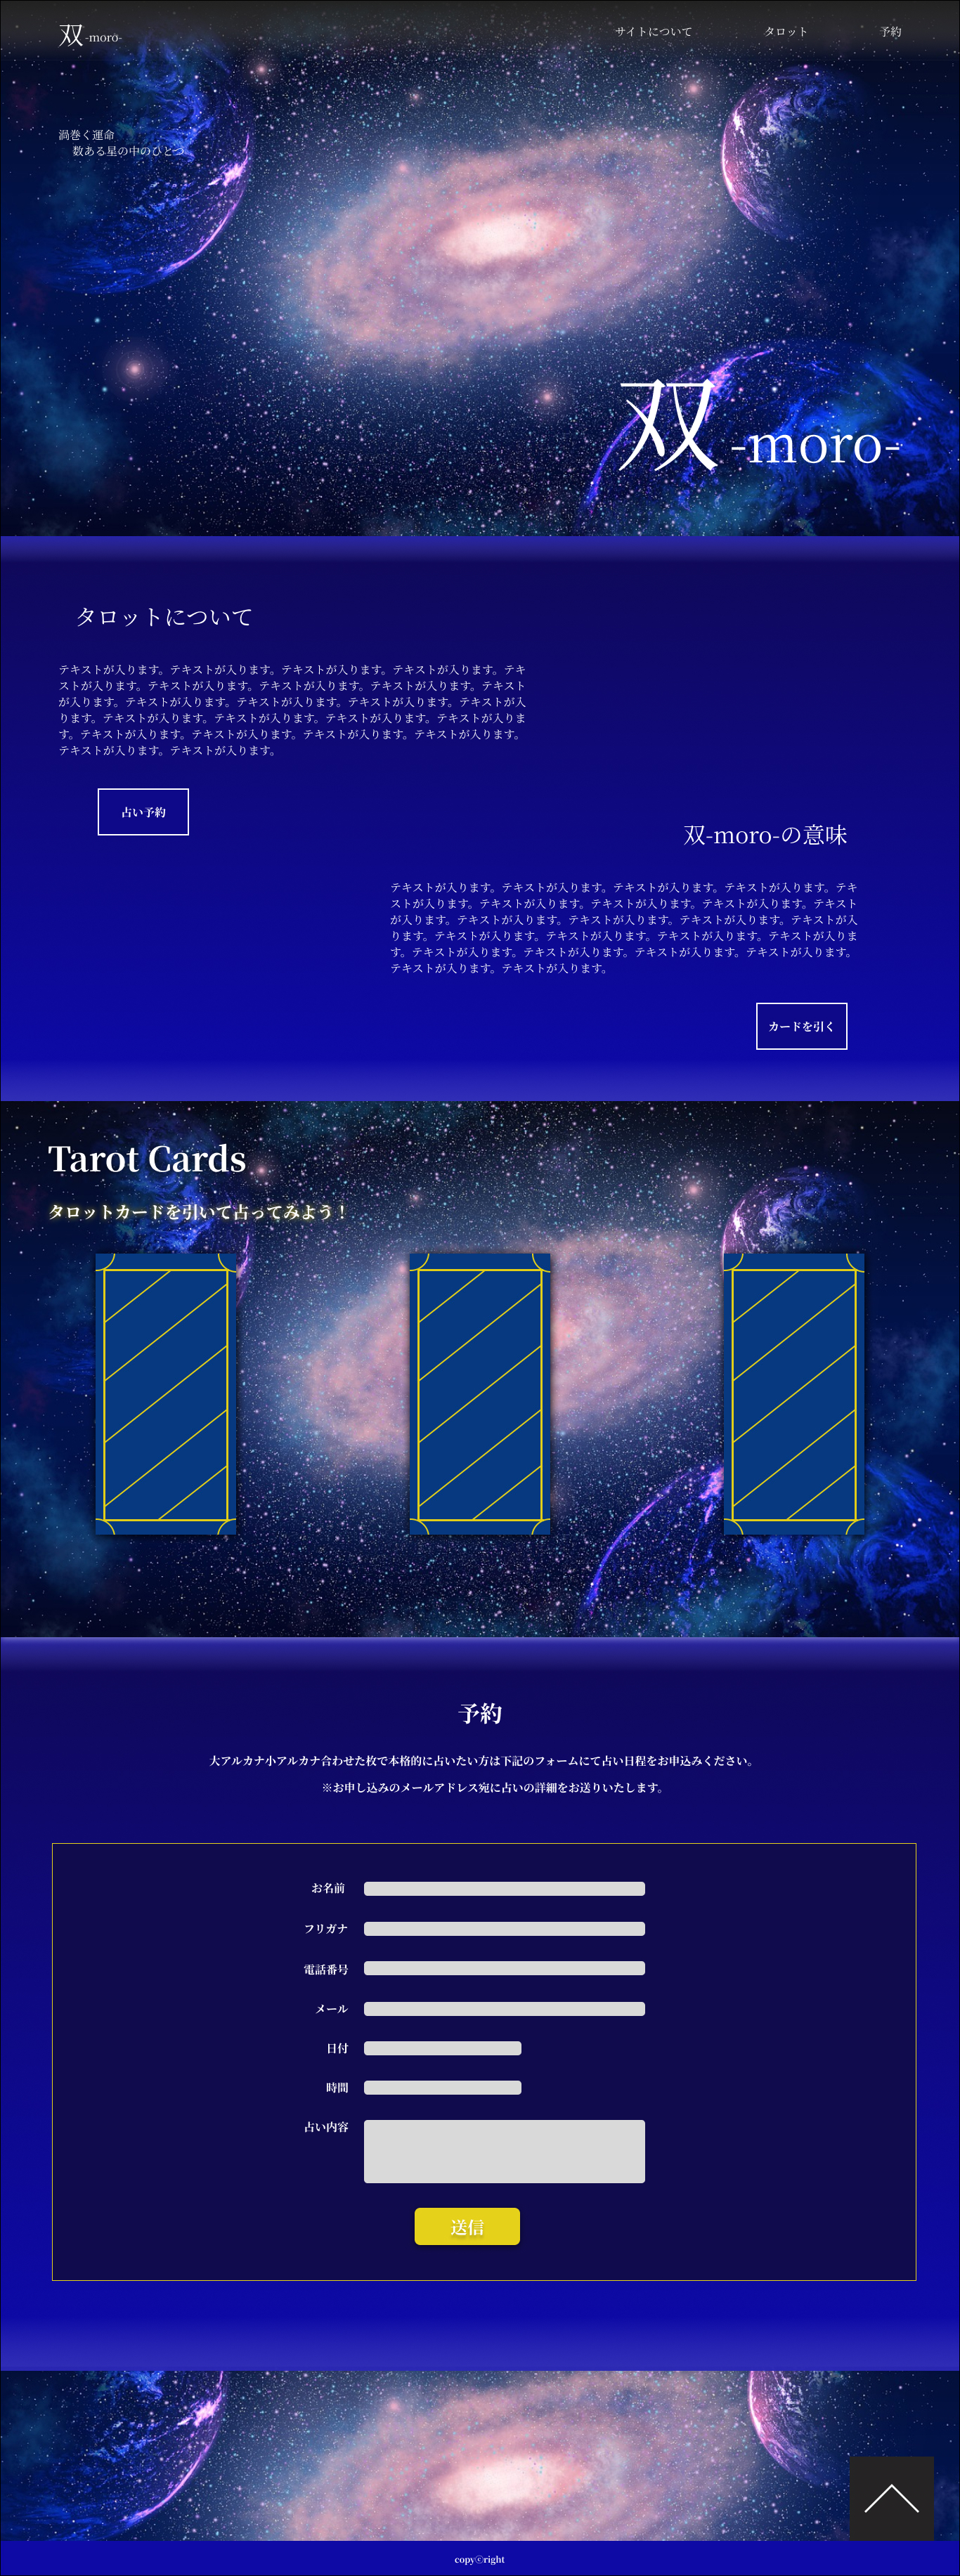 双 -moro-
サイトについて
タロット
予約
渦巻く運命
数ある星の中のひとつ
双 -moro-
タロットについて
テキストが入ります。テキストが入ります。テキストが入ります。テキストが入ります。テキ
ストが入ります。テキストが入ります。テキストが入ります。テキストが入ります。テキスト
が入ります。テキストが入ります。テキストが入ります。テキストが入ります。テキストが入
ります。テキストが入ります。テキストが入ります。テキストが入ります。テキストが入りま
す。テキストが入ります。テキストが入ります。テキストが入ります。テキストが入ります。
テキストが入ります。テキストが入ります。
占い予約
双-moro-の意味
テキストが入ります。テキストが入ります。テキストが入ります。テキストが入ります。テキ
ストが入ります。テキストが入ります。テキストが入ります。テキストが入ります。テキスト
が入ります。テキストが入ります。テキストが入ります。テキストが入ります。テキストが入
ります。テキストが入ります。テキストが入ります。テキストが入ります。テキストが入りま
す。テキストが入ります。テキストが入ります。テキストが入ります。テキストが入ります。
テキストが入ります。テキストが入ります。
カードを引く
Tarot Cards
タロットカードを引いて占ってみよう！
予約
大アルカナ小アルカナ合わせた枚で本格的に占いたい方は下記のフォームにて占い日程をお申込みください。
※お申し込みのメールアドレス宛に占いの詳細をお送りいたします。
お名前
フリガナ
電話番号
メール
日付
時間
占い内容
送信
copyⓒright